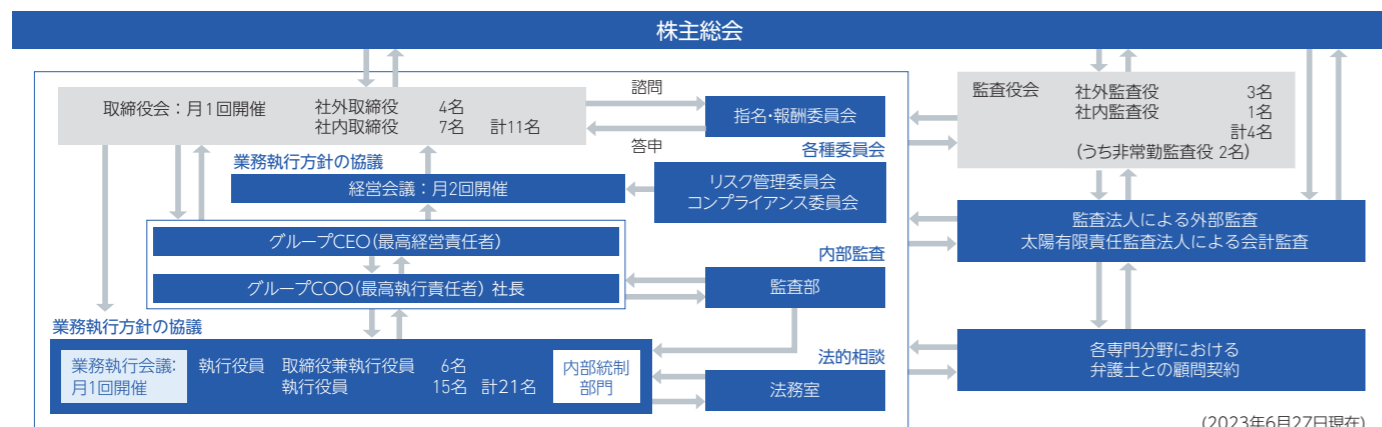 株主総会
取締役会：月1回開催
社外取締役 4名
社内取締役 7名 計11名
諮問
答申
指名・報酬委員会
監査役会
社外監査役 3名
社内監査役 1名
計4名
(うち非常勤監査役 2名)
業務執行方針の協議
経営会議：月2回開催
各種委員会
リスク管理委員会
コンプライアンス委員会
監査法人による外部監査
太陽有限責任監査法人による会計監査
グループCEO(最高経営責任者)
グループCOO(最高執行責任者) 社長
内部監査
監査部
業務執行方針の協議
業務執行会議:
月1回開催
執行役員 取締役兼執行役員 6名
執行役員 15名 計21名
内部統制
部門
法的相談
法務室
各専門分野における
弁護士との顧問契約
(2023年6月27日現在)